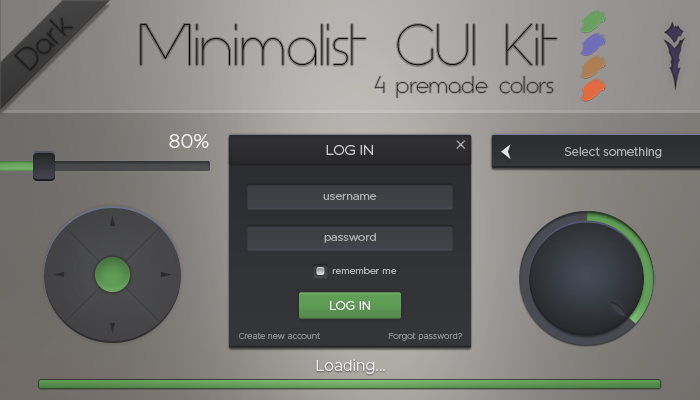 Dark
Minimalist GUI Kit
4 premade colors
80%
LOG IN
Select something
username
password
remember me
LOG IN
Create new account
Forgot password?
Loading...